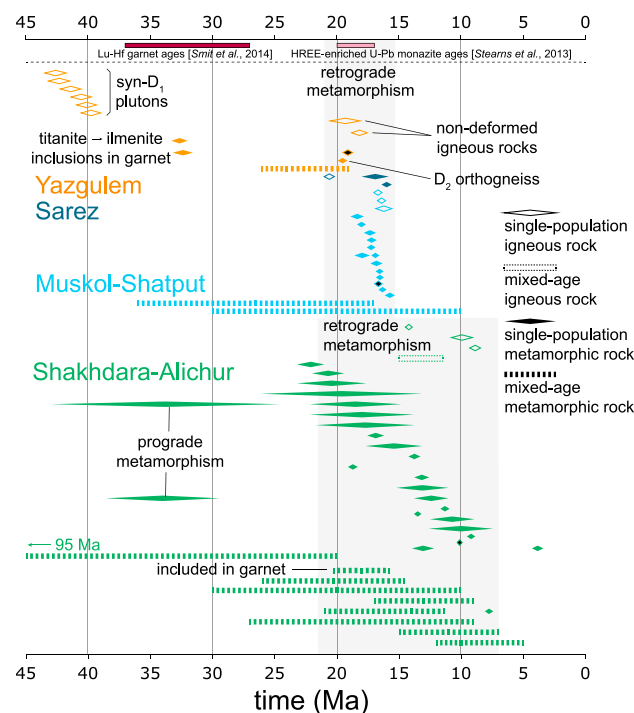 45 40 35 30 25 20 15 10 5 0
Lu-Hf garnet ages [Smit et al., 2014]
HREE-enriched U-Pb monazite ages [Stearns et al., 2013]
syn-D₁
plutons
retrograde
metamorphism
non-deformed
igneous rocks
titanite – ilmenite
inclusions in garnet
D₂ orthogneiss
Yazgulem
Sarez
single-population
igneous rock
mixed-age
igneous rock
Muskol-Shatput
retrograde
metamorphism
single-population
metamorphic rock
Shakhdara-Alichur
mixed-age
metamorphic rock
prograde
metamorphism
← 95 Ma
included in garnet
45 40 35 30 25 20 15 10 5 0
time (Ma)